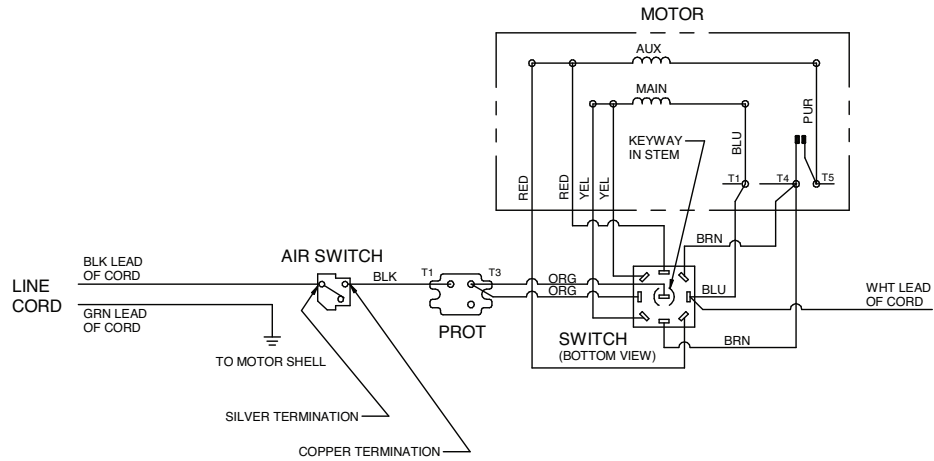 MOTOR
AUX
MAIN
KEYWAY
IN STEM
BLU
PUR
T1
T4
T5
RED
RED
YEL
YEL
BRN
AIR SWITCH
BLK LEAD
OF CORD
BLK
T1
T3
ORG
ORG
BLU
WHT LEAD
OF CORD
LINE
CORD
GRN LEAD
OF CORD
PROT
SWITCH
(BOTTOM VIEW)
BRN
TO MOTOR SHELL
SILVER TERMINATION
COPPER TERMINATION